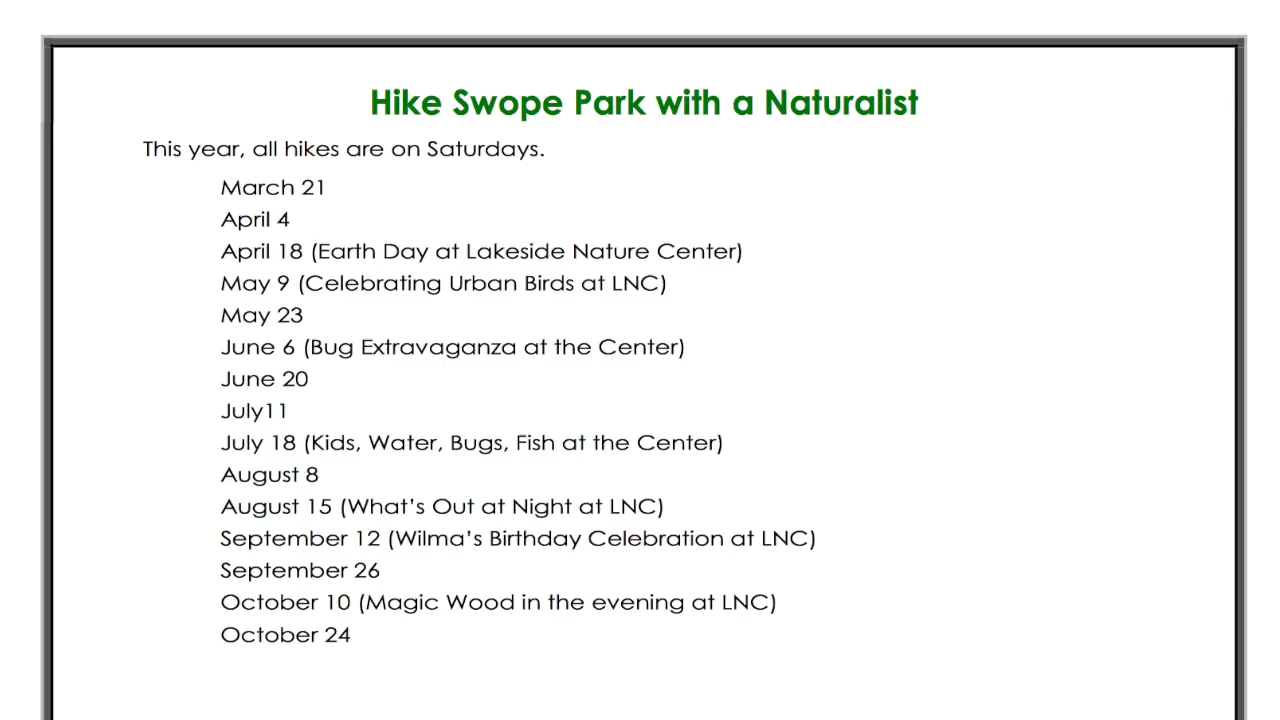 Hike Swope Park with a Naturalist
This year, all hikes are on Saturdays.
March 21
April 4
April 18 (Earth Day at Lakeside Nature Center)
May 9 (Celebrating Urban Birds at LNC)
May 23
June 6 (Bug Extravaganza at the Center)
June 20
July11
July 18 (Kids, Water, Bugs, Fish at the Center)
August 8
August 15 (What’s Out at Night at LNC)
September 12 (Wilma’s Birthday Celebration at LNC)
September 26
October 10 (Magic Wood in the evening at LNC)
October 24